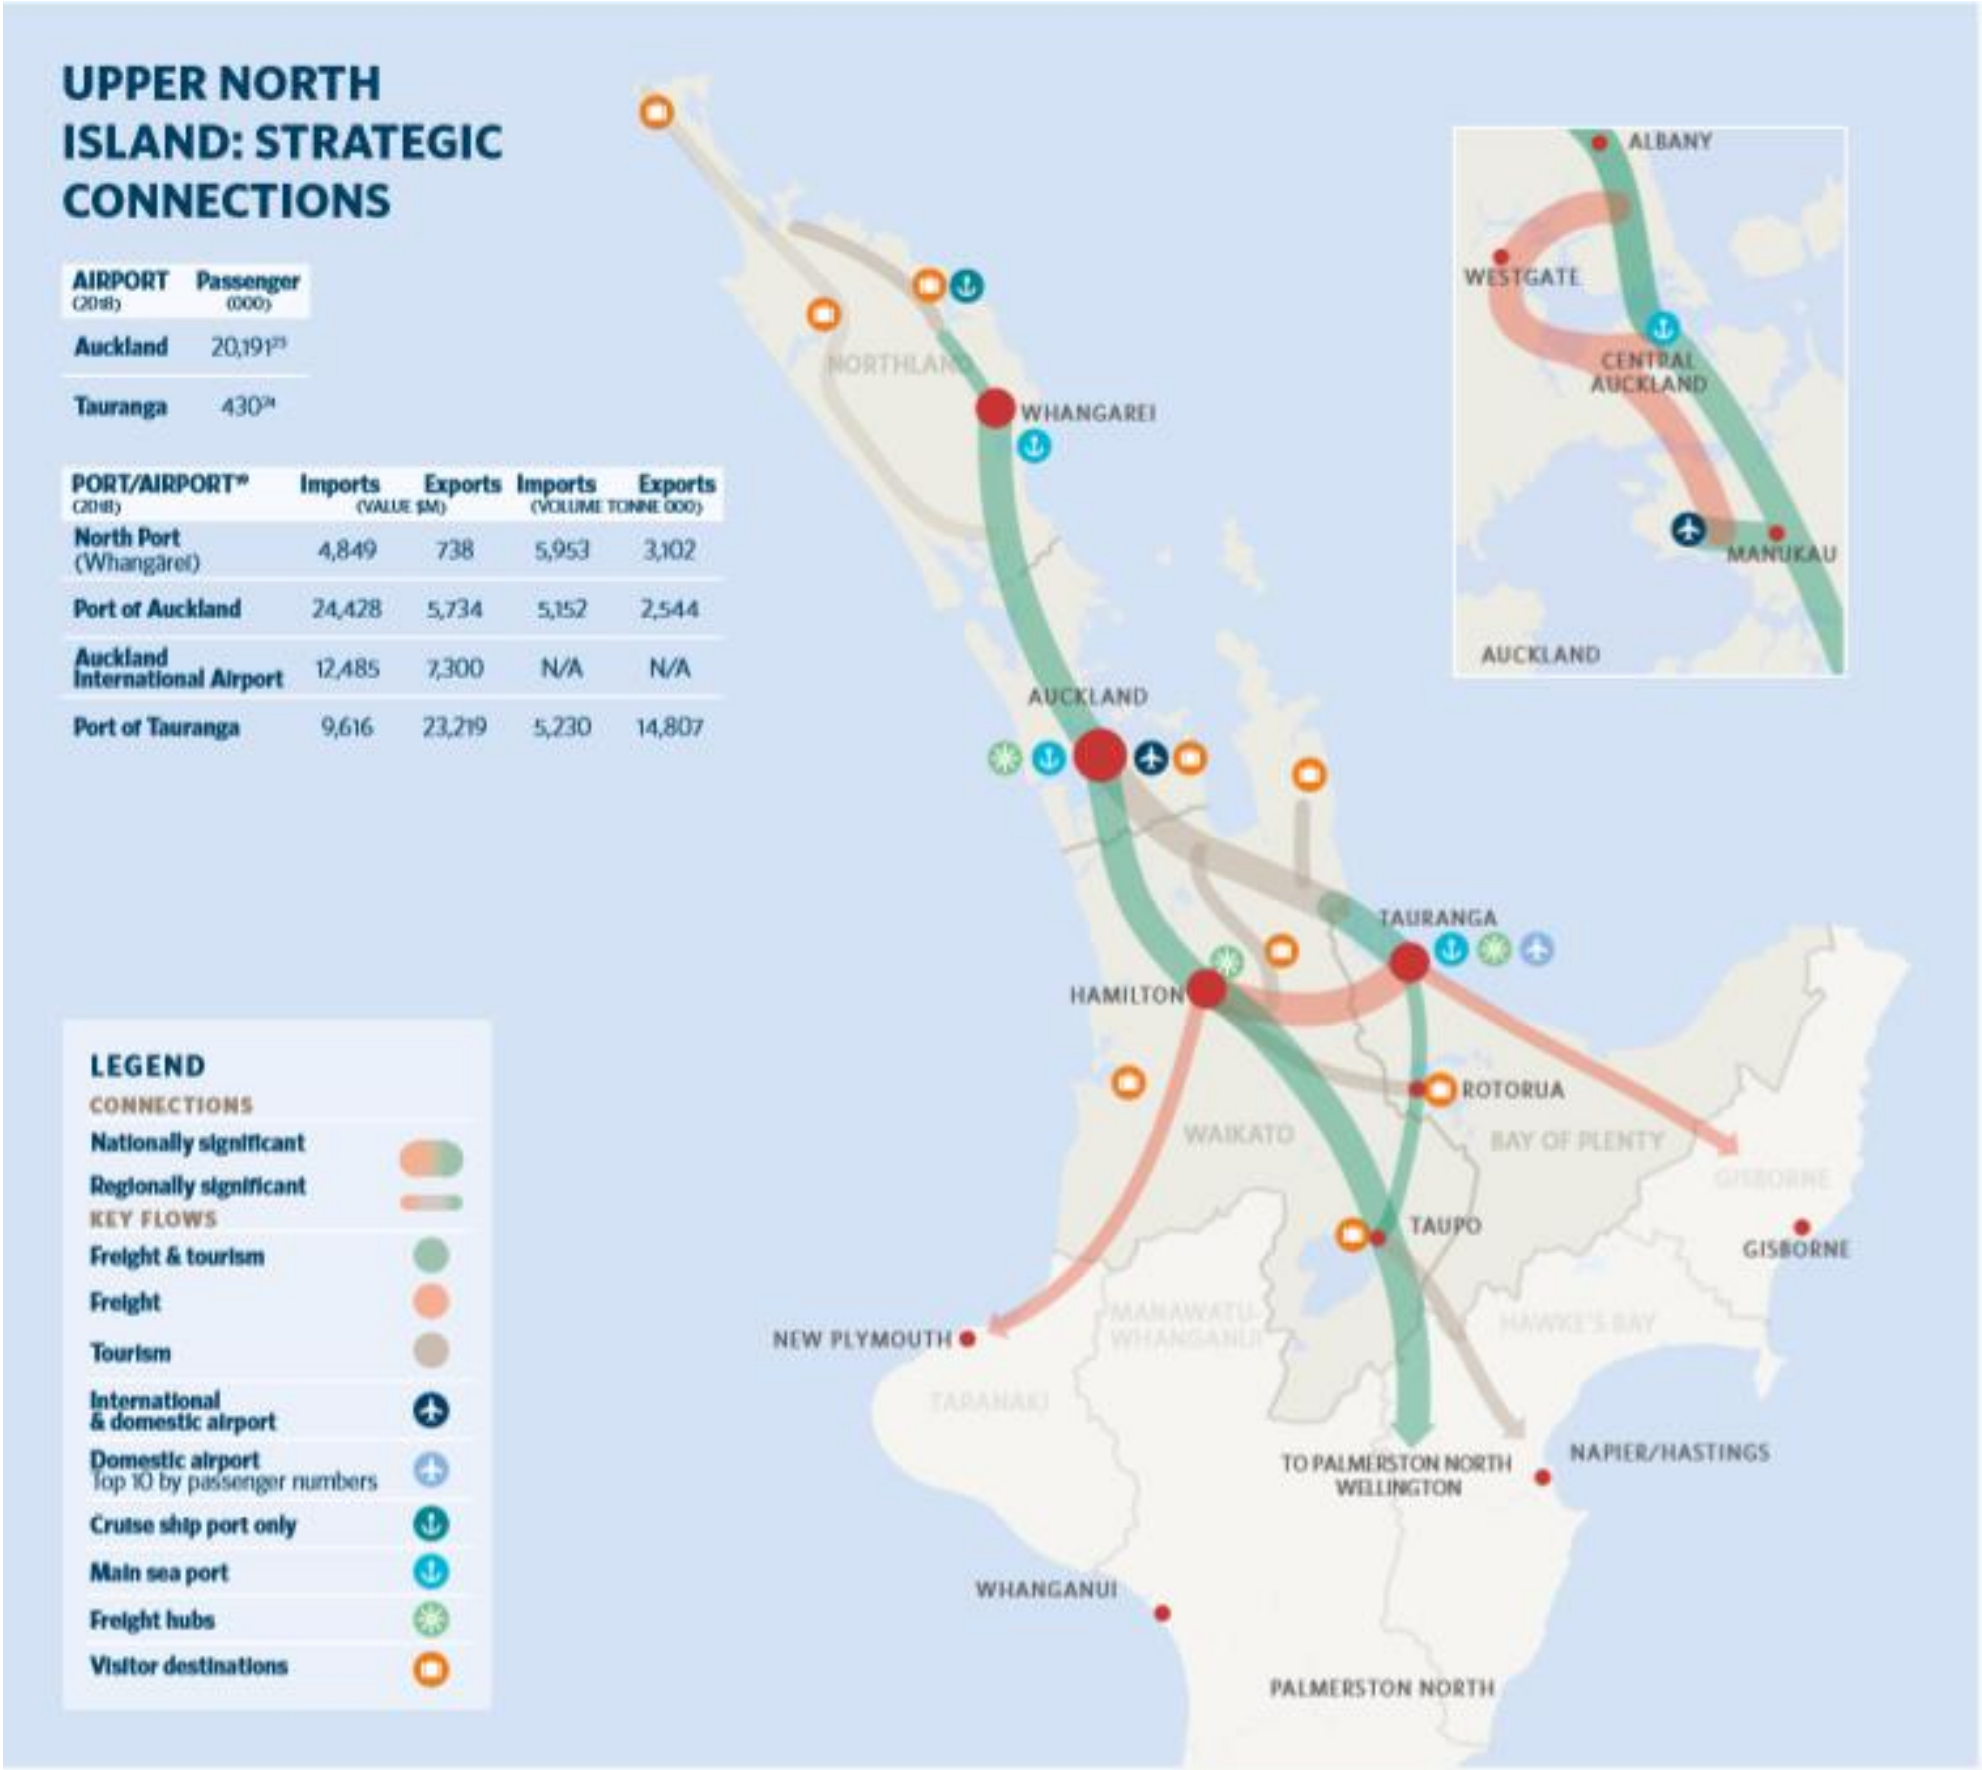 UPPER NORTH
ISLAND: STRATEGIC
CONNECTIONS
AIRPORT Passenger
(2018) (000)
Auckland 20,191²³
Tauranga 430²⁴
PORT/AIRPORT
(2018)
Imports Exports Imports Exports
(VALUE $M) (VOLUME TONNE 000)
North Port
(Whangārei) 4,849 738 5,953 3,102
Port of Auckland 24,428 5,734 5,152 2,544
Auckland
International Airport 12,485 7,300 N/A N/A
Port of Tauranga 9,616 23,219 5,230 14,807
LEGEND
CONNECTIONS
Nationally significant
Regionally significant
KEY FLOWS
Freight & tourism
Freight
Tourism
International
& domestic airport
Domestic airport
Top 10 by passenger numbers
Cruise ship port only
Main sea port
Freight hubs
Visitor destinations
NORTHLAND
WHANGAREI
AUCKLAND
TAURANGA
HAMILTON
ROTORUA
WAIKATO
BAY OF PLENTY
GISBORNE
TAUPO
GISBORNE
MANAWATU-
WHANGANUI
HAWKE'S BAY
NEW PLYMOUTH
TARANAKI
TO PALMERSTON NORTH
WELLINGTON
NAPIER/HASTINGS
WHANGANUI
PALMERSTON NORTH
ALBANY
WESTGATE
CENTRAL
AUCKLAND
MANUKAU
AUCKLAND